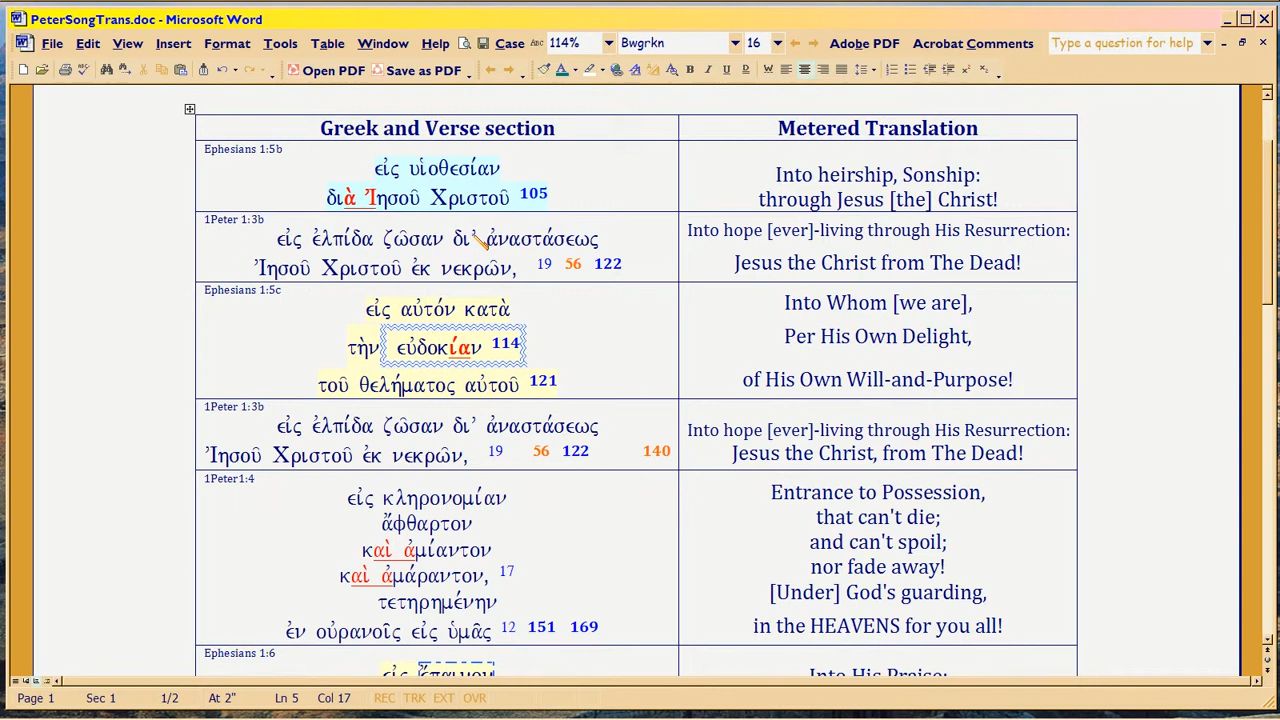 PeterSongTrans.doc - Microsoft Word
File Edit View Insert Format Tools Table Window Help Case 114% Bwgrkn 16 Adobe PDF Acrobat Comments Type a question for help
Open PDF Save as PDF
Greek and Verse section
Metered Translation
Ephesians 1:5b
εἰς υἱοθεσίαν
διὰ Ἰησοῦ Χριστοῦ 105
Into heirship, Sonship:
through Jesus [the] Christ!
1Peter 1:3b
εἰς ἐλπίδα ζῶσαν δι’ ἀναστάσεως
Ἰησοῦ Χριστοῦ ἐκ νεκρῶν, 19 56 122
Into hope [ever]-living through His Resurrection:
Jesus the Christ from The Dead!
Ephesians 1:5c
εἰς αὐτόν κατὰ
τὴν εὐδοκίαν 114
τοῦ θελήματος αὐτοῦ 121
Into Whom [we are],
Per His Own Delight,
of His Own Will-and-Purpose!
1Peter 1:3b
εἰς ἐλπίδα ζῶσαν δι’ ἀναστάσεως
Ἰησοῦ Χριστοῦ ἐκ νεκρῶν, 19 56 122 140
Into hope [ever]-living through His Resurrection:
Jesus the Christ, from The Dead!
1Peter1:4
εἰς κληρονομίαν
ἄφθαρτον
καὶ ἀμίαντον
καὶ ἀμάραντον, 17
τετηρημένην
ἐν οὐρανοῖς εἰς ὑμᾶς 12 151 169
Entrance to Possession,
that can't die;
and can't spoil;
nor fade away!
[Under] God's guarding,
in the HEAVENS for you all!
Ephesians 1:6
εἰς ἔπαινον
Into His Praise:
Page 1 Sec 1 1/2 At 2" Ln 5 Col 17 REC TRK EXT OVR